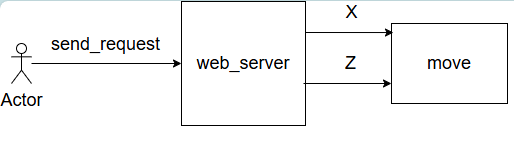 send_request
X
Z
web_server
move
Actor